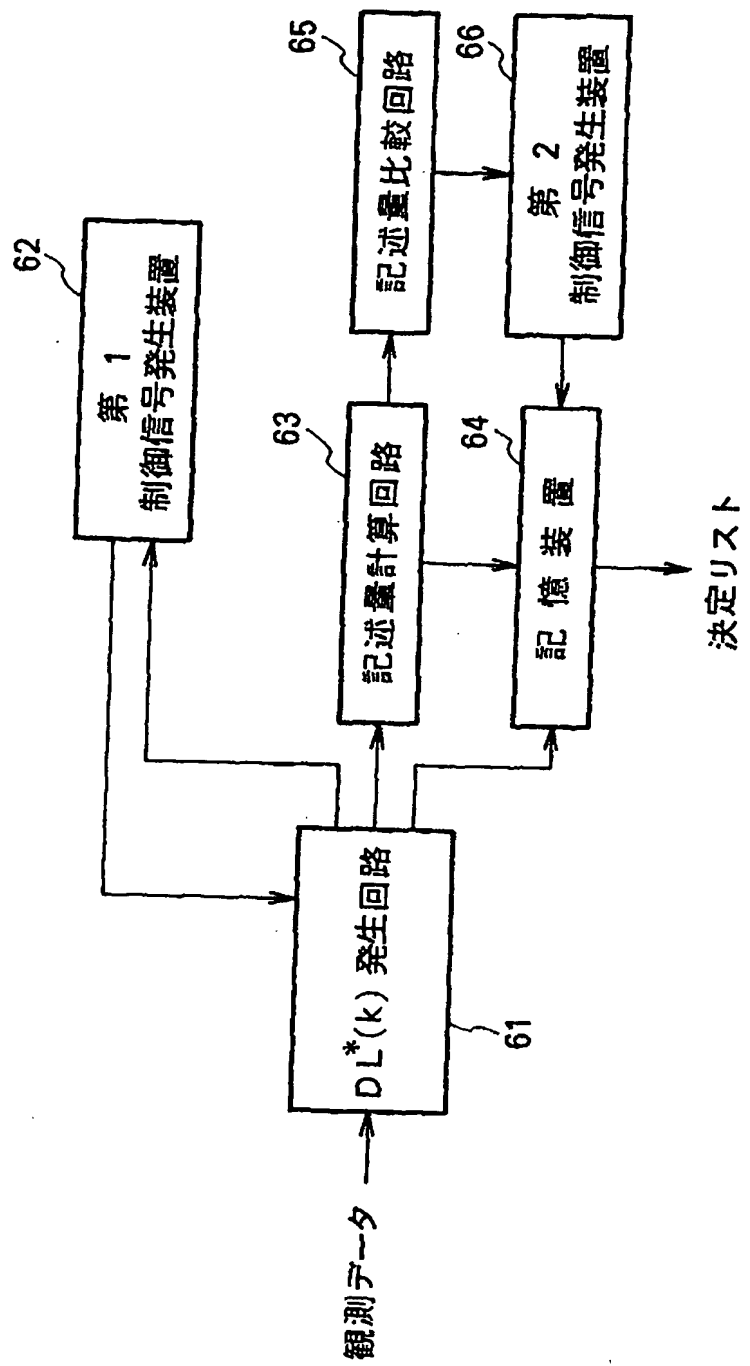 62
第 1
制御信号発生装置
65
記述量比較回路
63
記述量計算回路
66
第 2
制御信号発生装置
64
記憶装置
観測データ
DL*(k) 発生回路
61
決定リスト